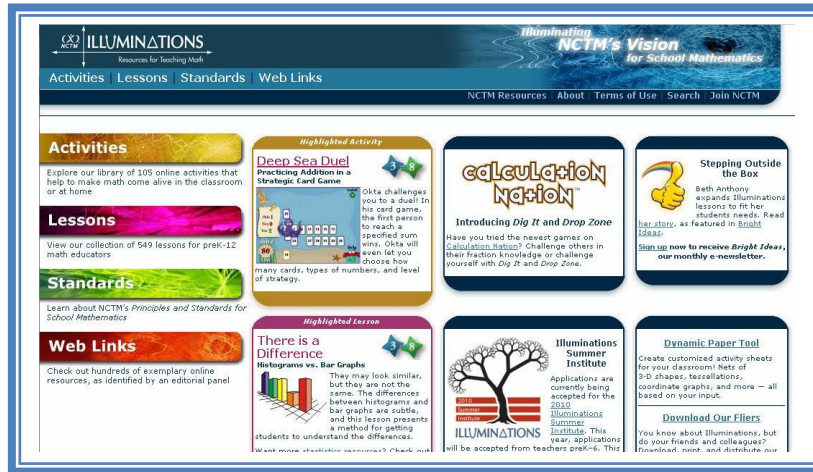 NCTM
ILLUMINATIONS
Resources for Teaching Math
Illuminating
NCTM's Vision
for School Mathematics
Activities | Lessons | Standards | Web Links
NCTM Resources | About | Terms of Use | Search | Join NCTM
Activities
Explore our library of 105 online activities that
help to make math come alive in the classroom
or at home
Lessons
View our collection of 549 lessons for preK-12
math educators
Standards
Learn about NCTM's Principles and Standards for
School Mathematics
Web Links
Check out hundreds of exemplary online
resources, as identified by an editorial panel
Highlighted Activity
Deep Sea Duel
Practicing Addition in a
Strategic Card Game
3 8
Okta challenges
you to a duel! In
his card game,
the first person
to reach a
specified sum
wins. Okta will
even let you
choose how
many cards, types of numbers, and level
of strategy.
Highlighted Lesson
There is a
Difference
3 8
Histograms vs. Bar Graphs
They may look similar,
but they are not the
same. The differences
between histograms and
bar graphs are subtle,
and this lesson presents
a method for getting
students to understand the differences.
Want more statistics resources? Check out
CALCULATION
NATION™
Introducing Dig It and Drop Zone
Have you tried the newest games on
Calculation Nation? Challenge others in
their fraction knowledge or challenge
yourself with Dig It and Drop Zone.
2010
Summer
Institute
ILLUMINATIONS
Illuminations
Summer
Institute
Applications are
currently being
accepted for the
2010
Illuminations
Summer
Institute. This
year, applications
will be accepted from teachers preK-6. This
Stepping Outside
the Box
Beth Anthony
expands Illuminations
lessons to fit her
students needs. Read
her story, as featured in Bright
Ideas.
Sign up now to receive Bright Ideas,
our monthly e-newsletter.
Dynamic Paper Tool
Create customized activity sheets
for your classroom! Nets of
3-D shapes, tessellations,
coordinate graphs, and more — all
based on your input.
Download Our Fliers
You know about Illuminations, but
do your friends and colleagues?
Download, print, and distribute our